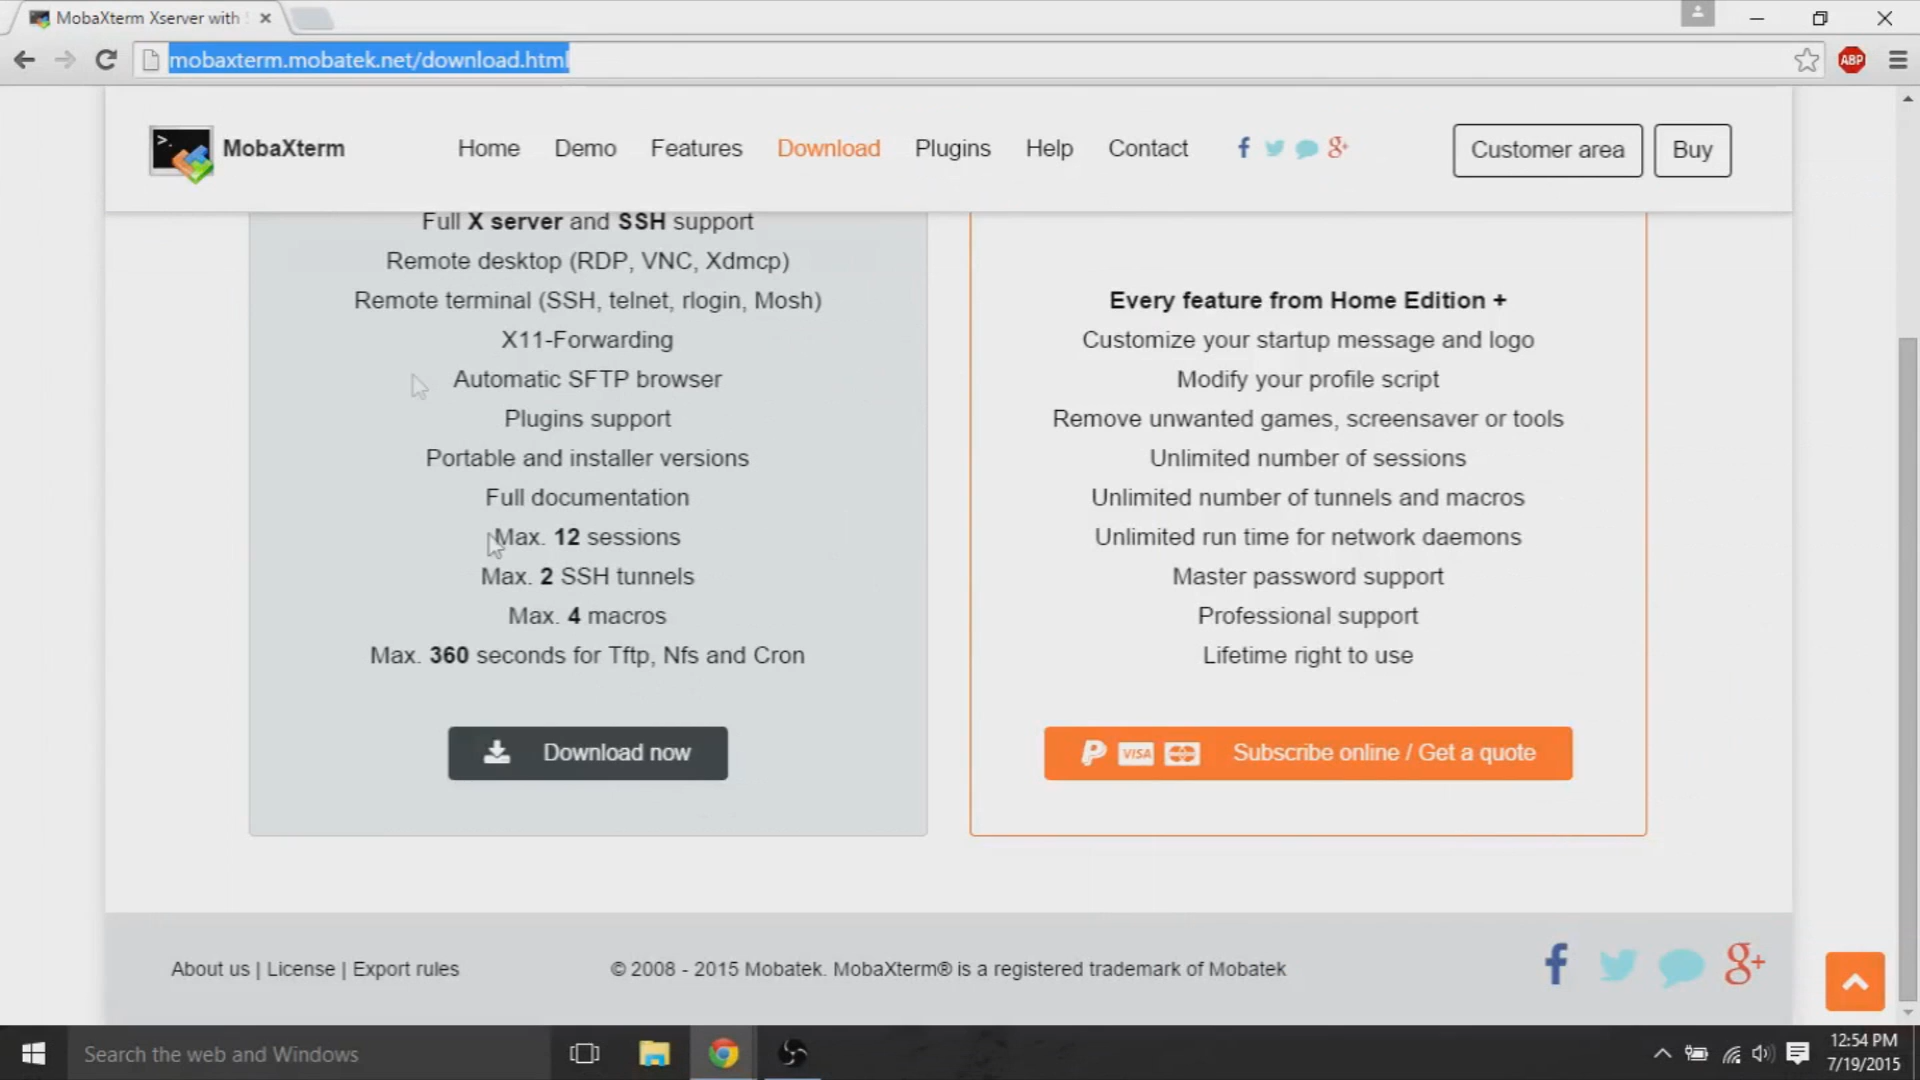 MobaXterm Xserver with
mobaxterm.mobatek.net/download.html
ABP
MobaXterm
Home
Demo
Features
Download
Plugins
Help
Contact
Customer area
Buy
Full X server and SSH support
Remote desktop (RDP, VNC, Xdmcp)
Remote terminal (SSH, telnet, rlogin, Mosh)
X11-Forwarding
Automatic SFTP browser
Plugins support
Portable and installer versions
Full documentation
Max. 12 sessions
Max. 2 SSH tunnels
Max. 4 macros
Max. 360 seconds for Tftp, Nfs and Cron
Download now
Every feature from Home Edition +
Customize your startup message and logo
Modify your profile script
Remove unwanted games, screensaver or tools
Unlimited number of sessions
Unlimited number of tunnels and macros
Unlimited run time for network daemons
Master password support
Professional support
Lifetime right to use
VISA
Subscribe online / Get a quote
About us | License | Export rules
© 2008 - 2015 Mobatek. MobaXterm® is a registered trademark of Mobatek
Search the web and Windows
12:54 PM
7/19/2015